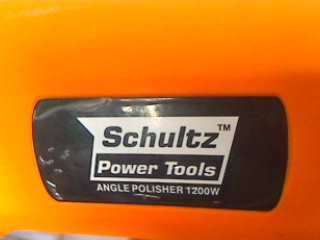 Schultz™
Power Tools
ANGLE POLISHER 1200W